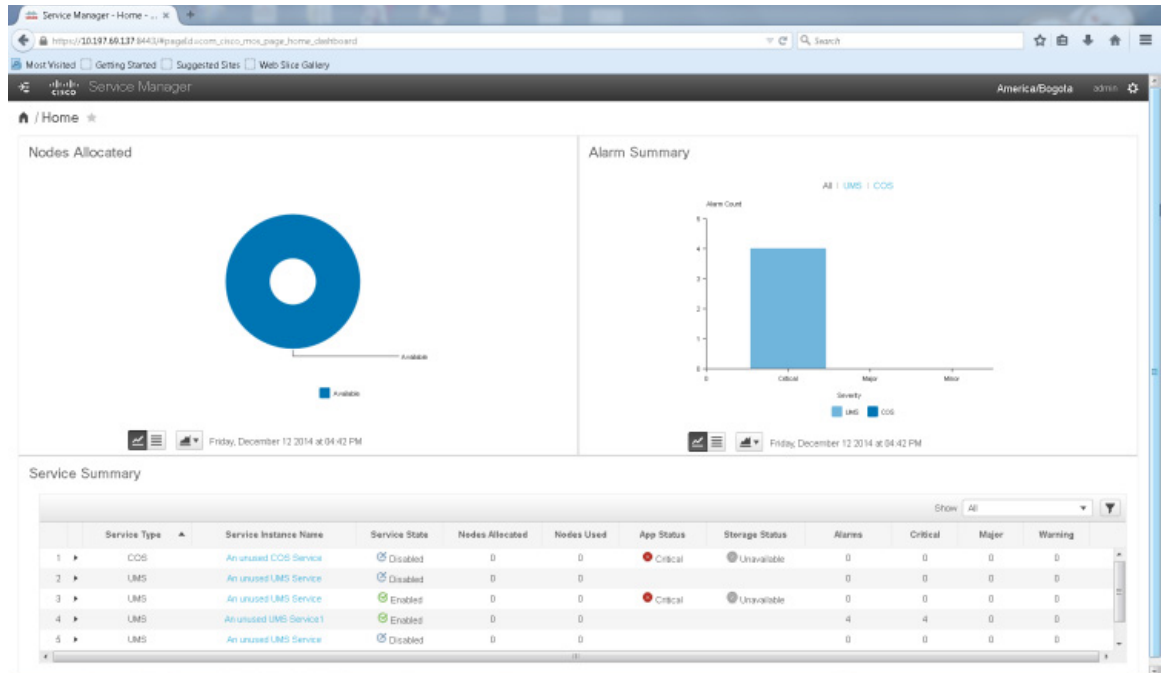 Service Manager - Home - ...
https://10.197.69.137:8443/#pageId=com_cisco_mos_page_home_dashboard
Search
Most Visited Getting Started Suggested Sites Web Slice Gallery
cisco Service Manager America/Bogota admin
/ Home
Nodes Allocated
Available
Available
Friday, December 12 2014 at 04:42 PM
Alarm Summary
All | UMS | COS
Alarm Count
5
4
3
2
1
0
0 Critical Major Minor
Severity
UMS COS
Friday, December 12 2014 at 04:42 PM
Service Summary
Show All
Service Type Service Instance Name Service State Nodes Allocated Nodes Used App Status Storage Status Alarms Critical Major Warning
1 COS An unused COS Service Disabled 0 0 Critical Unavailable 0 0 0 0
2 UMS An unused UMS Service Disabled 0 0 0 0 0 0
3 UMS An unused UMS Service Enabled 0 0 Critical Unavailable 0 0 0 0
4 UMS An unused UMS Service1 Enabled 0 0 4 4 0 0
5 UMS An unused UMS Service Disabled 0 0 0 0 0 0